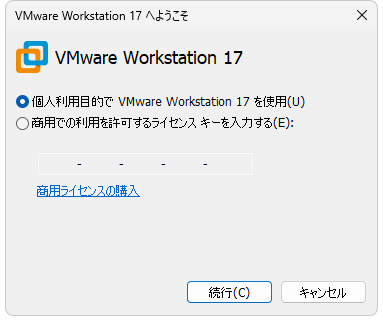 VMware Workstation 17 へようこそ
VMware Workstation 17
個人利用目的で VMware Workstation 17 を使用(U)
商用での利用を許可するライセンス キーを入力する(E):
- - - -
商用ライセンスの購入
続行(C) キャンセル